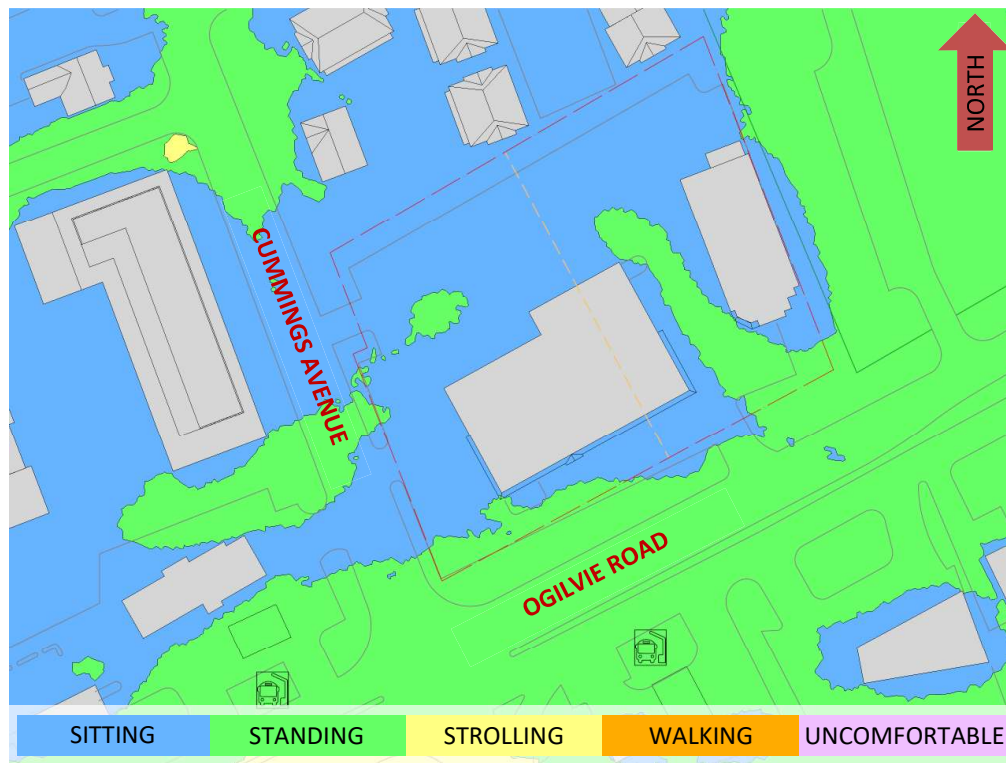 NORTH
CUMMINGS AVENUE
OGILVIE ROAD
SITTING
STANDING
STROLLING
WALKING
UNCOMFORTABLE